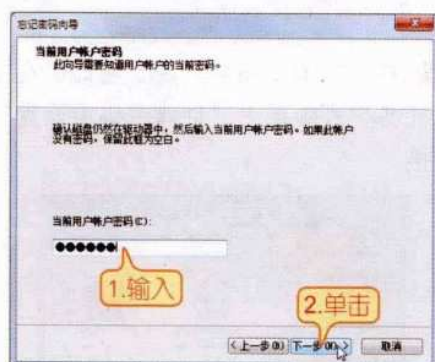 忘记密码向导
当前用户帐户密码
此向导需要知道用户帐户的当前密码。
确认磁盘仍然在驱动器中，然后输入当前用户帐户密码。如果此帐户
没有密码，保留此框为空白。
当前用户帐户密码(C):
1.输入
2.单击
<上一步(B) 下一步(N)> 取消